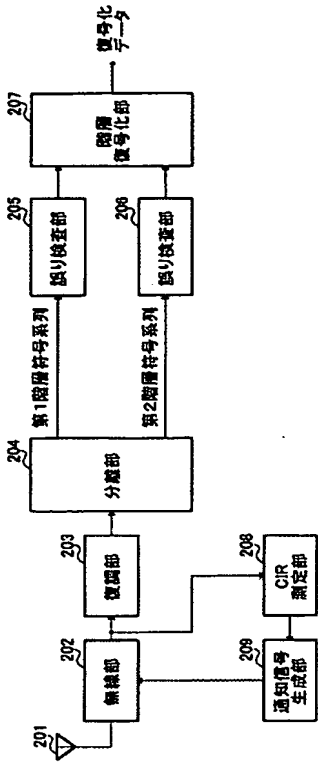 201
202
無線部
203
復調部
204
分離部
第1階層符号系列
第2階層符号系列
205
誤り検査部
206
誤り検査部
207
階層
復号化部
復号化
データ
208
CIR
測定部
209
通知信号
生成部